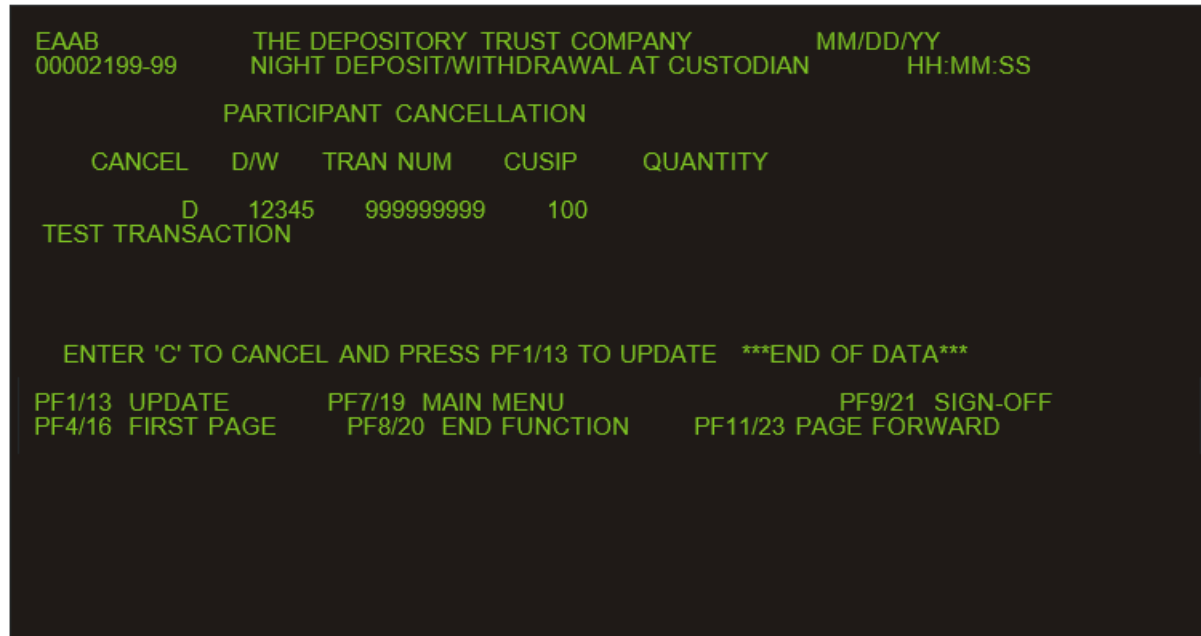 EAAB THE DEPOSITORY TRUST COMPANY MM/DD/YY
00002199-99 NIGHT DEPOSIT/WITHDRAWAL AT CUSTODIAN HH:MM:SS
PARTICIPANT CANCELLATION
CANCEL D/W TRAN NUM CUSIP QUANTITY
D 12345 999999999 100
TEST TRANSACTION
ENTER 'C' TO CANCEL AND PRESS PF1/13 TO UPDATE ***END OF DATA***
PF1/13 UPDATE PF7/19 MAIN MENU PF9/21 SIGN-OFF
PF4/16 FIRST PAGE PF8/20 END FUNCTION PF11/23 PAGE FORWARD